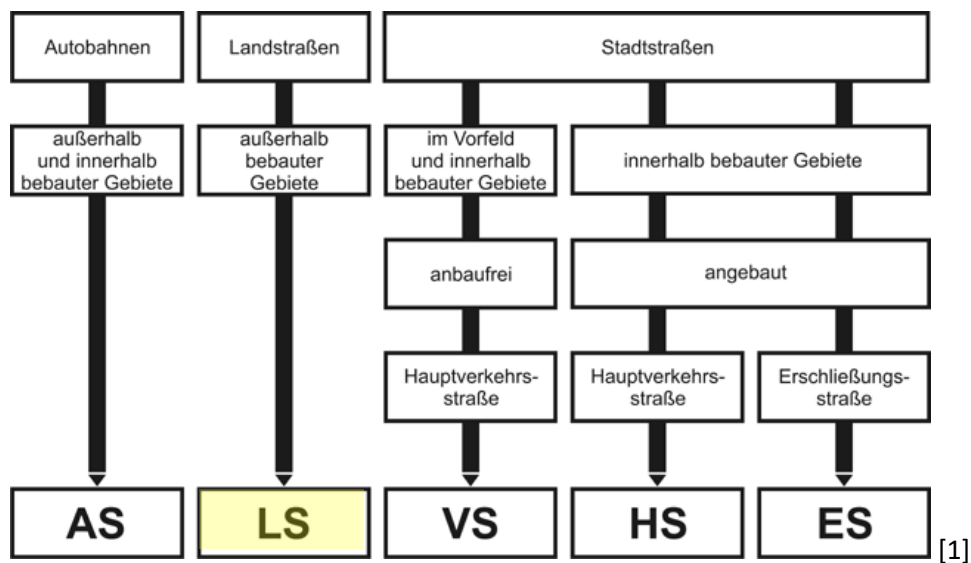 Autobahnen
Landstraßen
Stadtstraßen
außerhalb
und innerhalb
bebauter Gebiete
außerhalb
bebauter
Gebiete
im Vorfeld
und innerhalb
bebauter Gebiete
innerhalb bebauter Gebiete
anbaufrei
angebaut
Hauptverkehrs-
straße
Hauptverkehrs-
straße
Erschließungs-
straße
AS
LS
VS
HS
ES
[1]